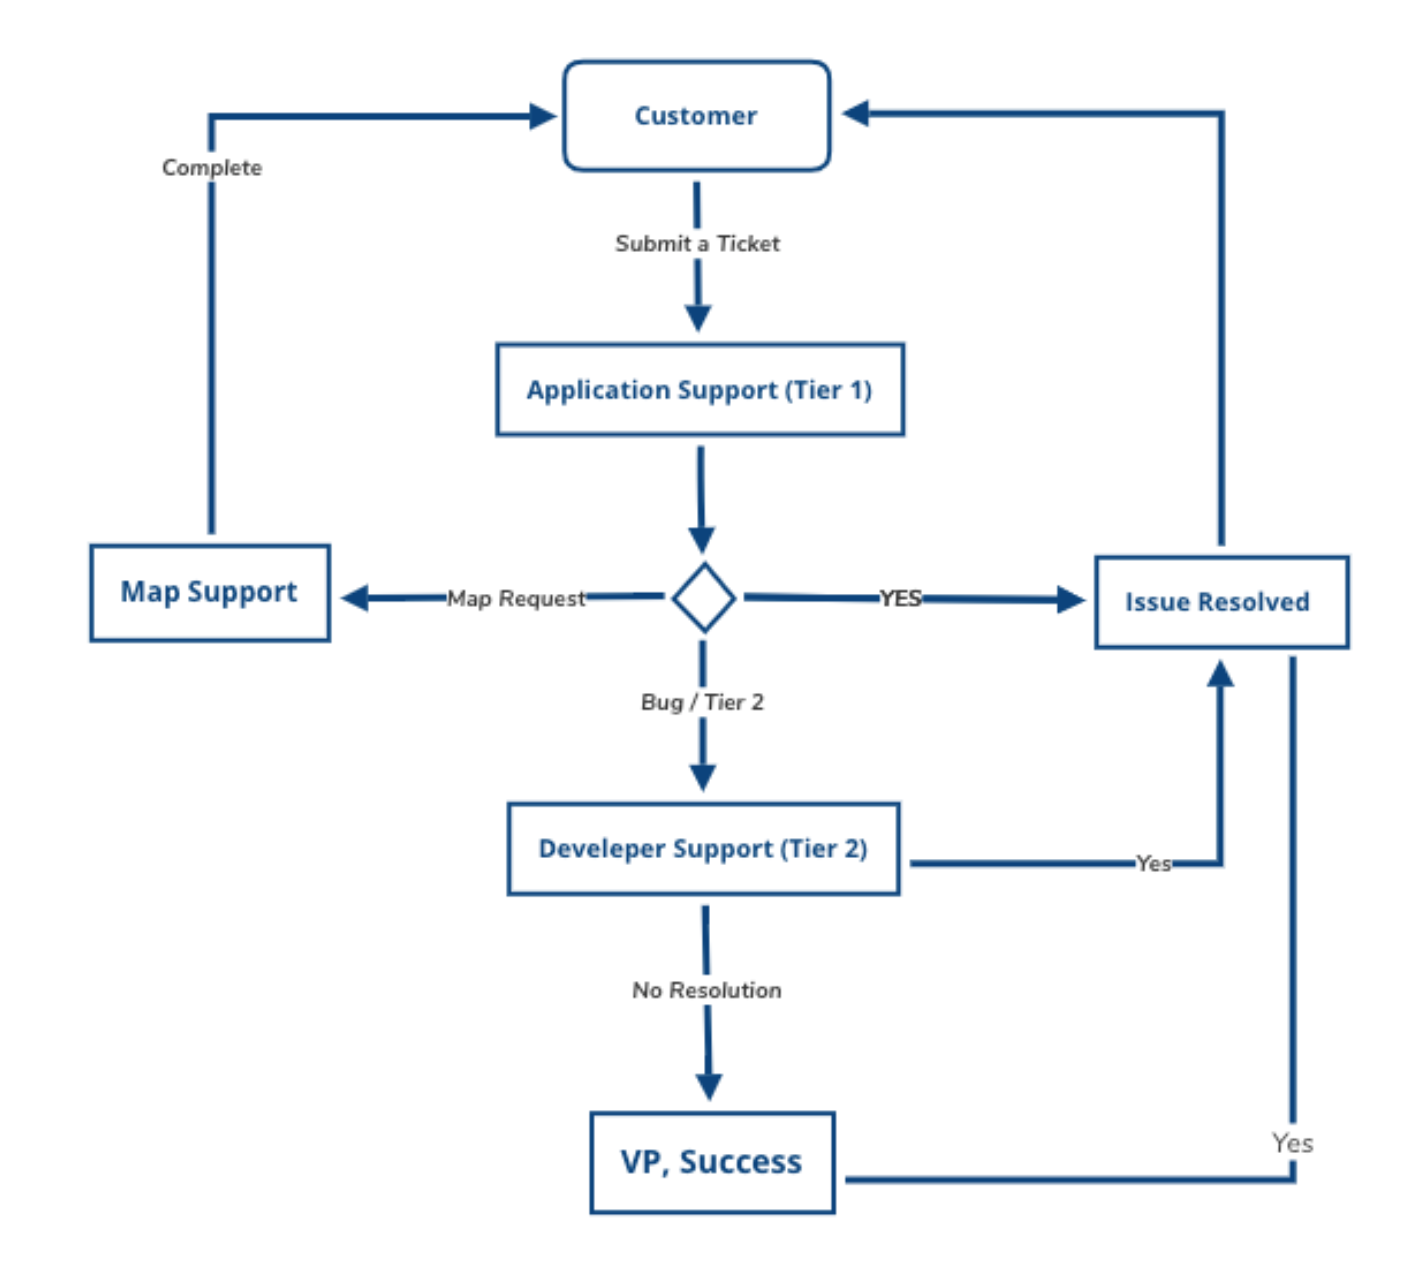 Customer
Complete
Submit a Ticket
Application Support (Tier 1)
Map Support
Map Request
YES
Issue Resolved
Bug / Tier 2
Develeper Support (Tier 2)
Yes
No Resolution
Yes
VP, Success